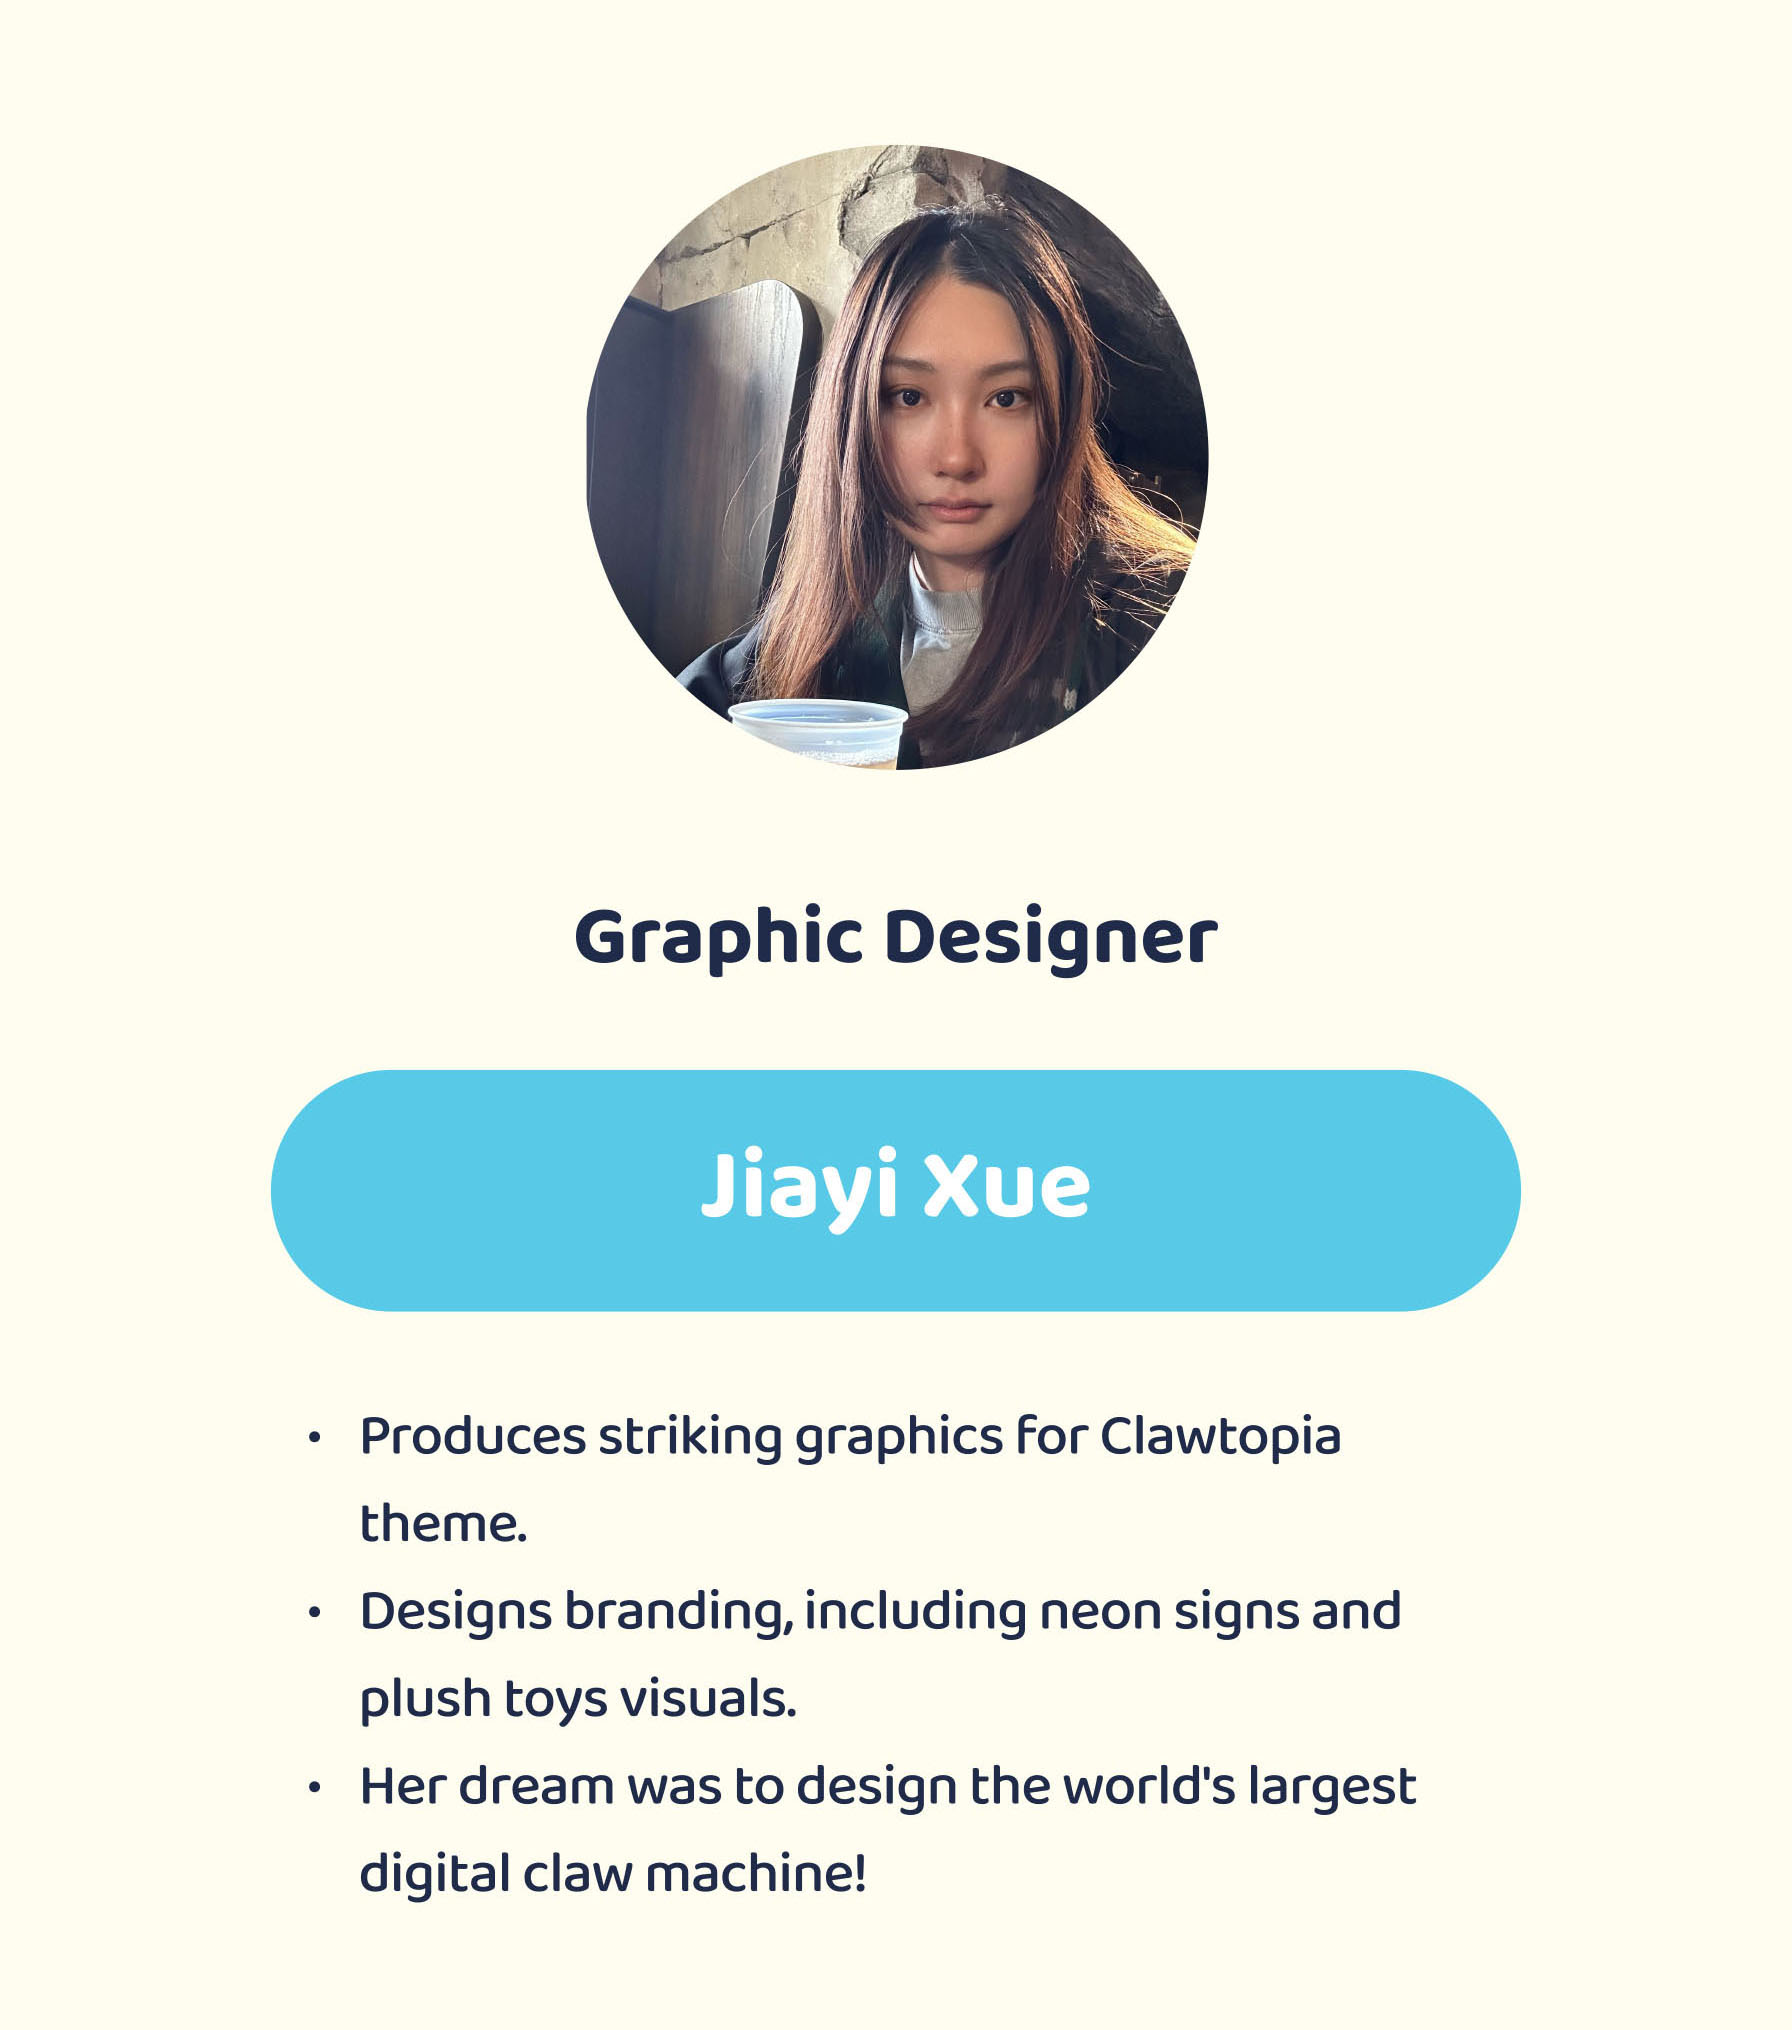 Graphic Designer
Jiayi Xue
• Produces striking graphics for Clawtopia
theme.
• Designs branding, including neon signs and
plush toys visuals.
• Her dream was to design the world's largest
digital claw machine!